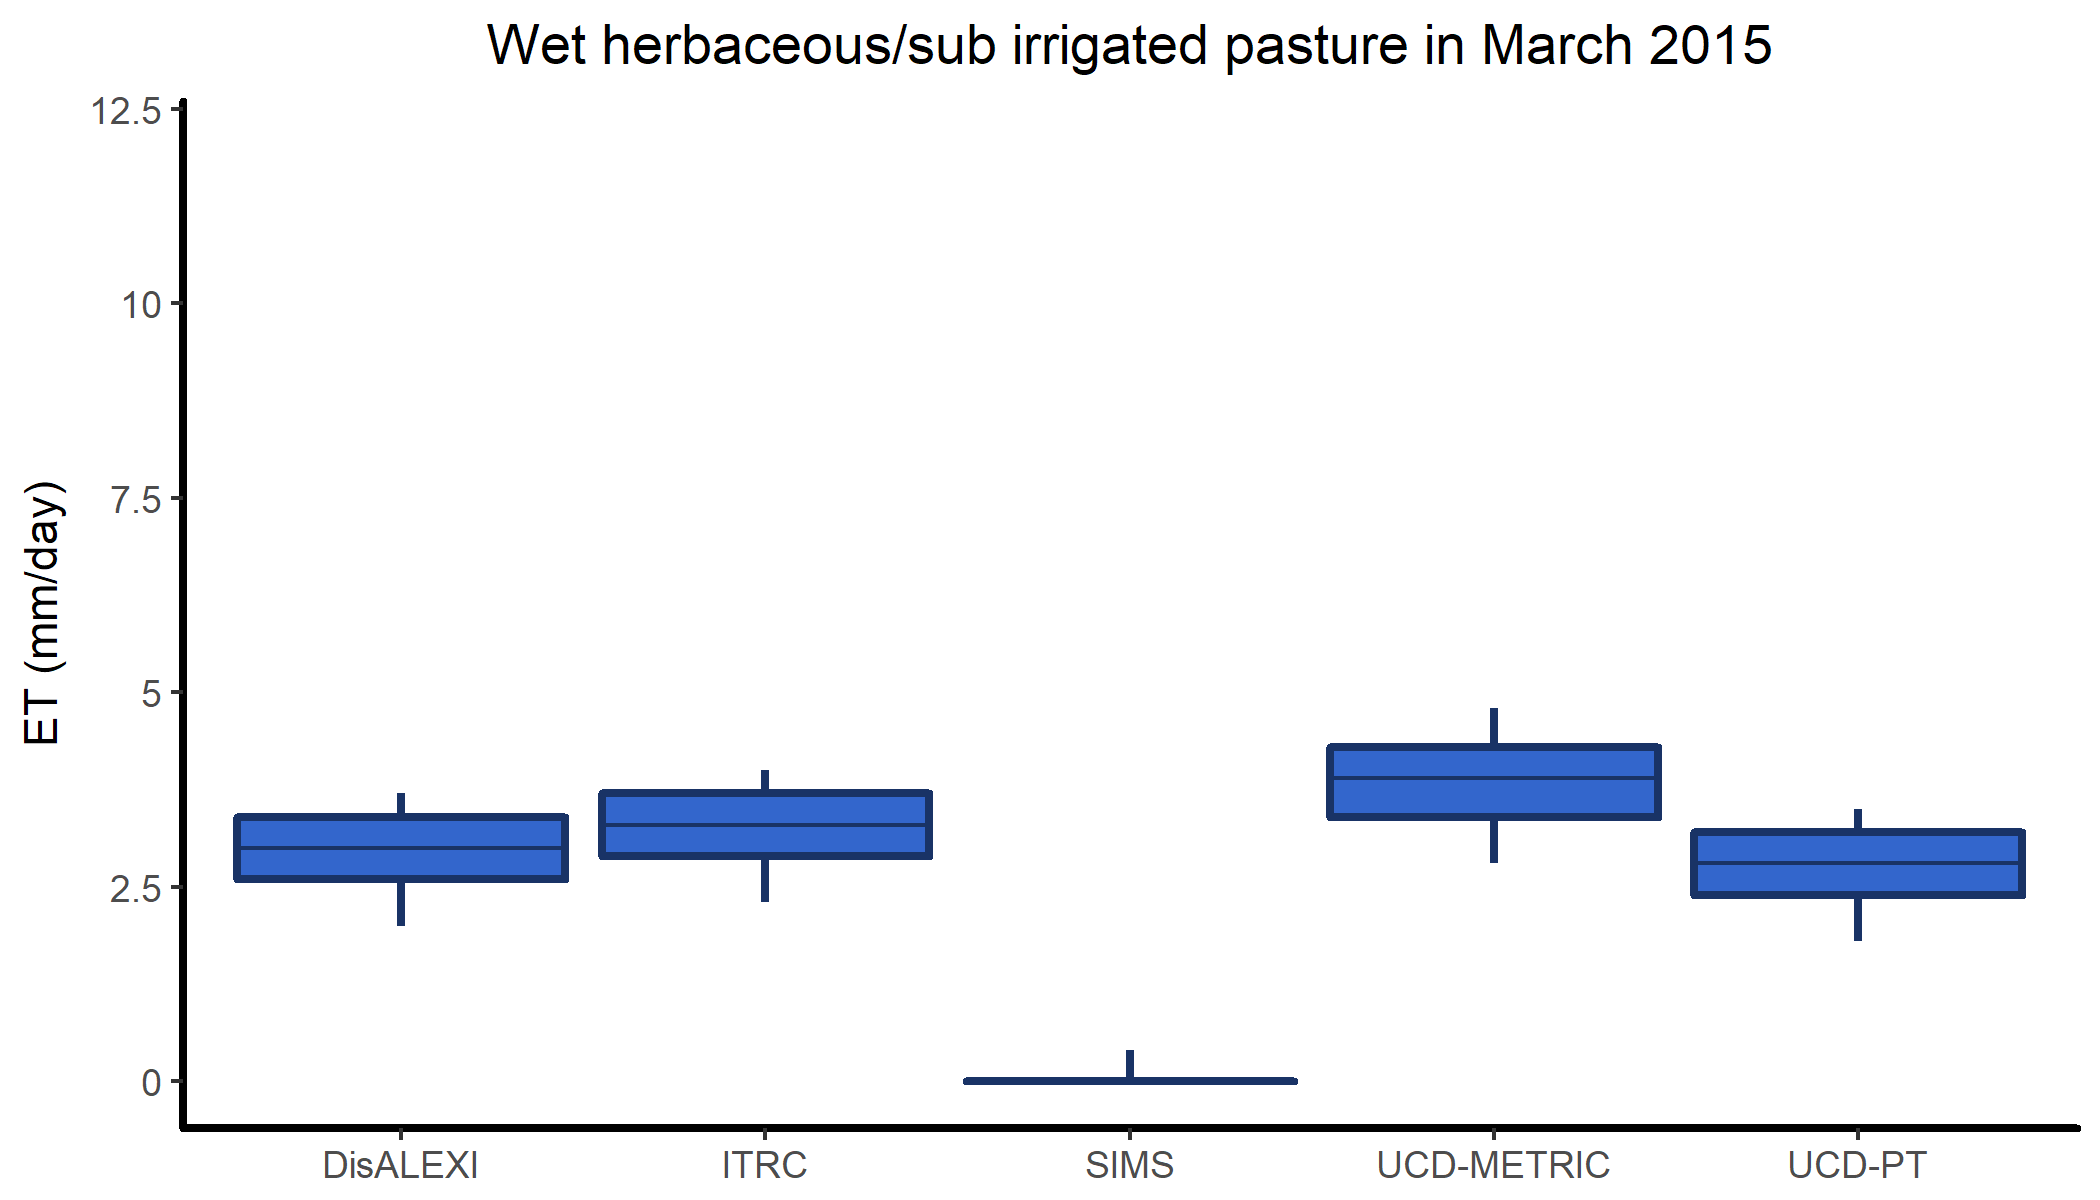 Wet herbaceous/sub irrigated pasture in March 2015
12.5
10
7.5
5
2.5
0
ET (mm/day)
DisALEXI ITRC SIMS UCD-METRIC UCD-PT